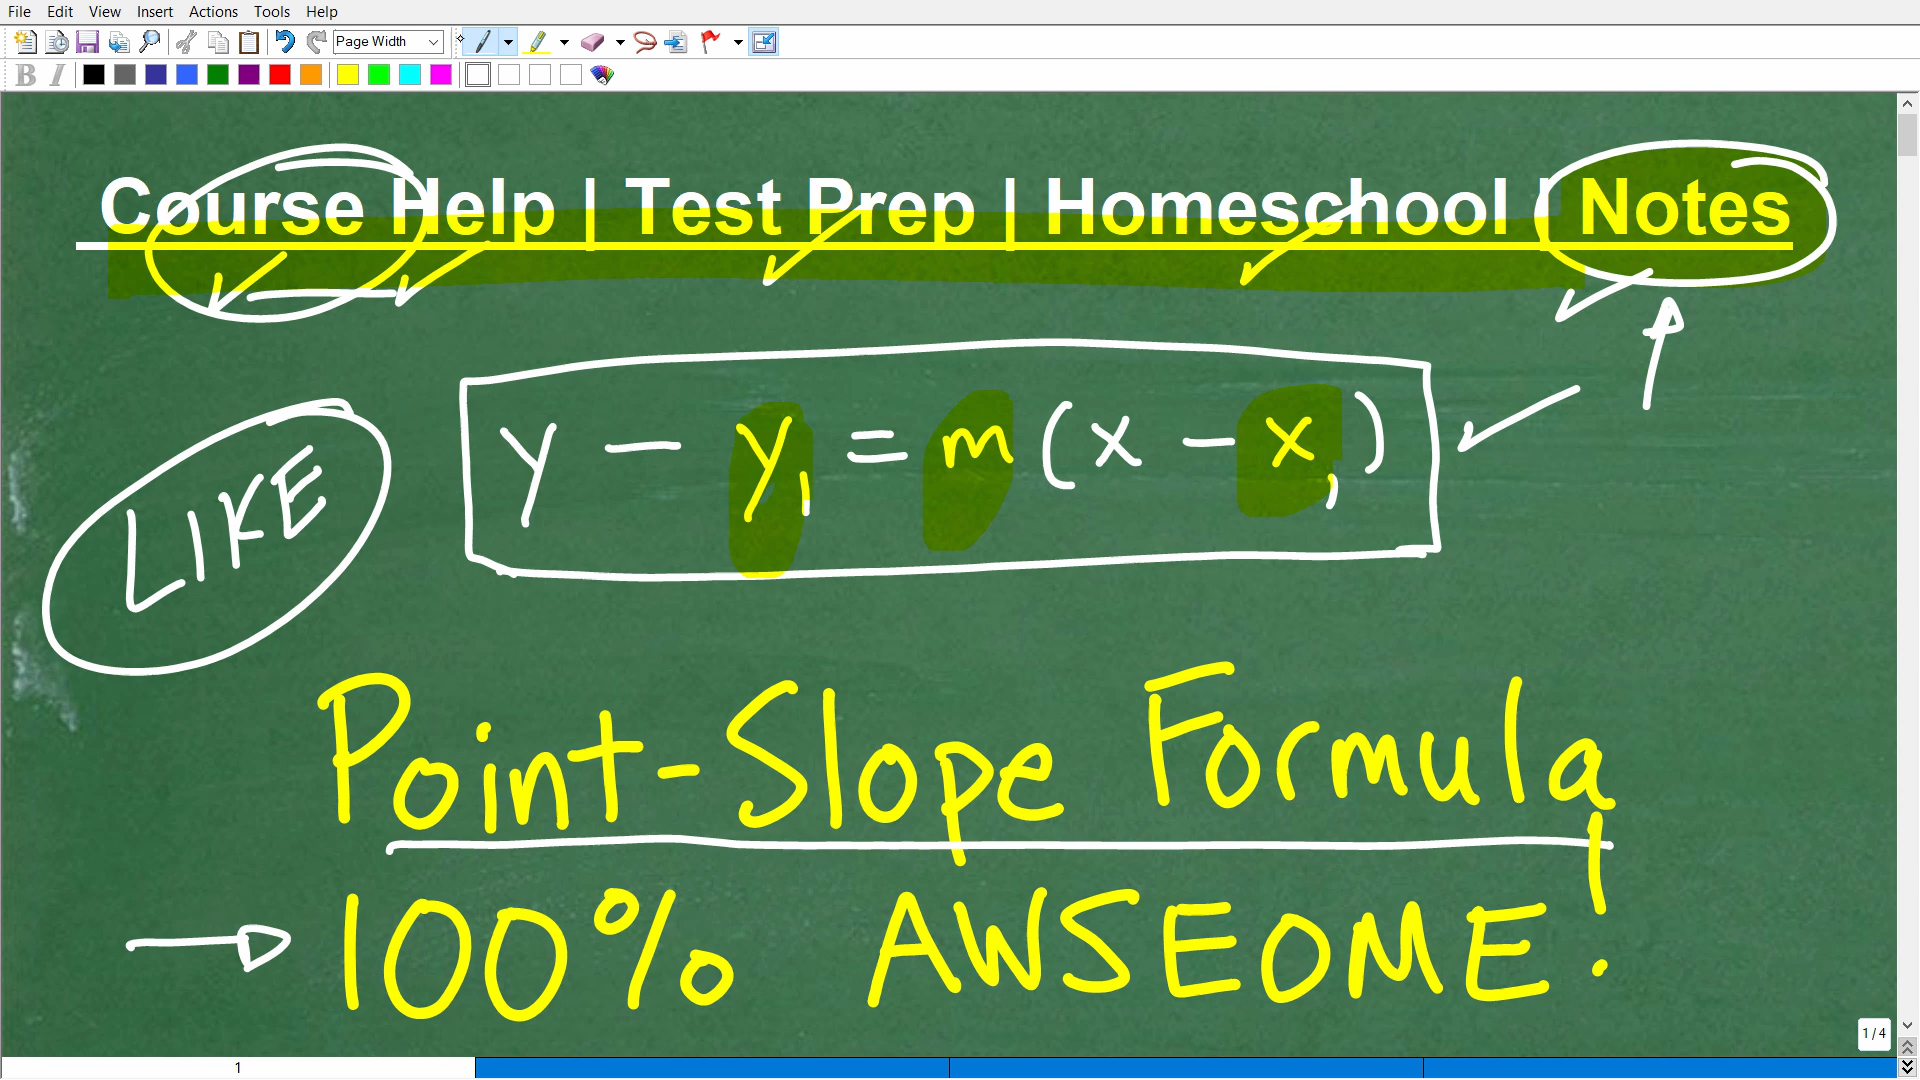 File Edit View Insert Actions Tools Help
Page Width
B I
Course Help | Test Prep | Homeschool | Notes
y - y₁ = m(x - x₁)
LIKE
Point-Slope Formula!
100% AWSEOME!
1 / 4
1